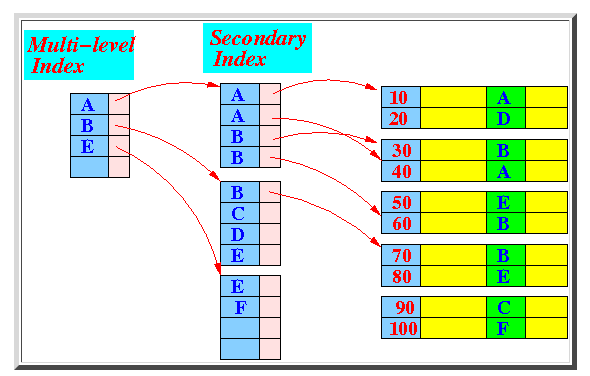 Multi-level
Index
Secondary
Index
A
B
E
A
A
B
B
B
C
D
E
E
F
10 A
20 D
30 B
40 A
50 E
60 B
70 B
80 E
90 C
100 F